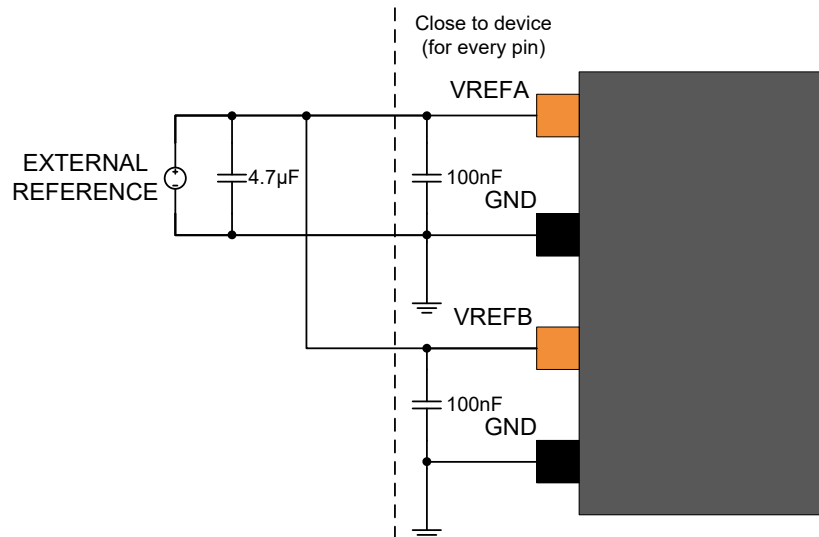 Close to device
(for every pin)
VREFA
EXTERNAL
REFERENCE
+
–
4.7µF
100nF
GND
VREFB
100nF
GND